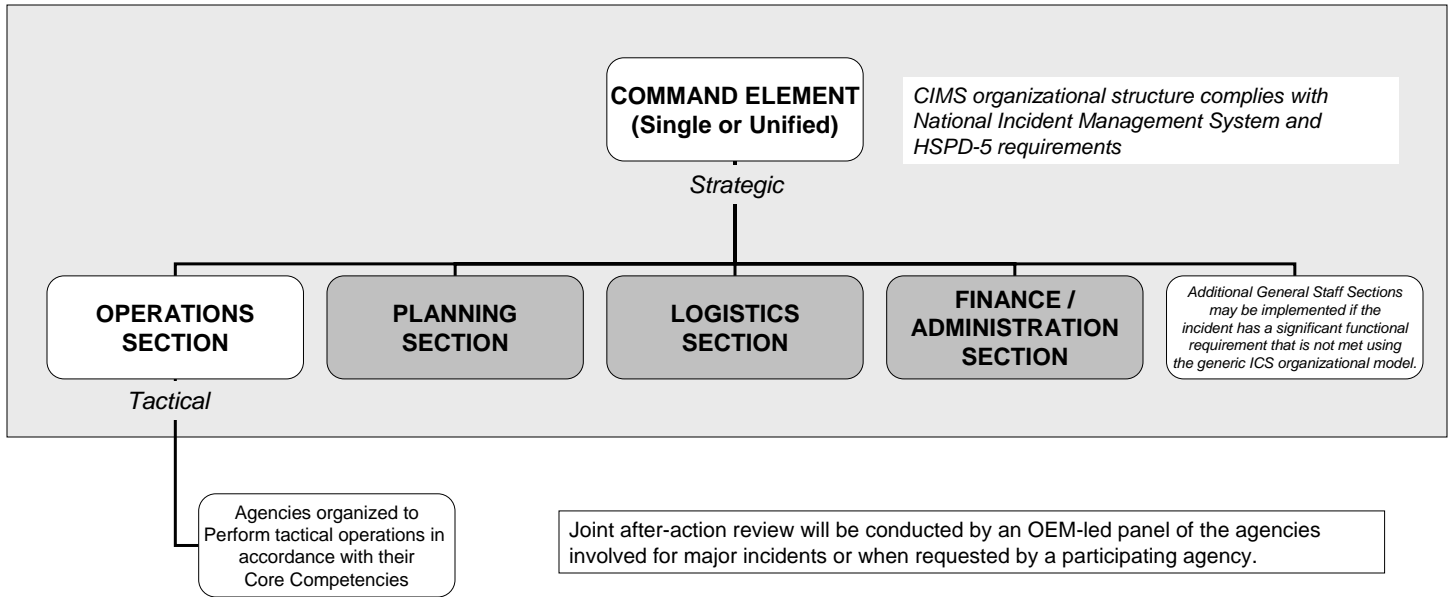 COMMAND ELEMENT
(Single or Unified)
CIMS organizational structure complies with
National Incident Management System and
HSPD-5 requirements
Strategic
OPERATIONS
SECTION
PLANNING
SECTION
LOGISTICS
SECTION
FINANCE /
ADMINISTRATION
SECTION
Additional General Staff Sections
may be implemented if the
incident has a significant functional
requirement that is not met using
the generic ICS organizational model.
Tactical
Agencies organized to
Perform tactical operations in
accordance with their
Core Competencies
Joint after-action review will be conducted by an OEM-led panel of the agencies
involved for major incidents or when requested by a participating agency.